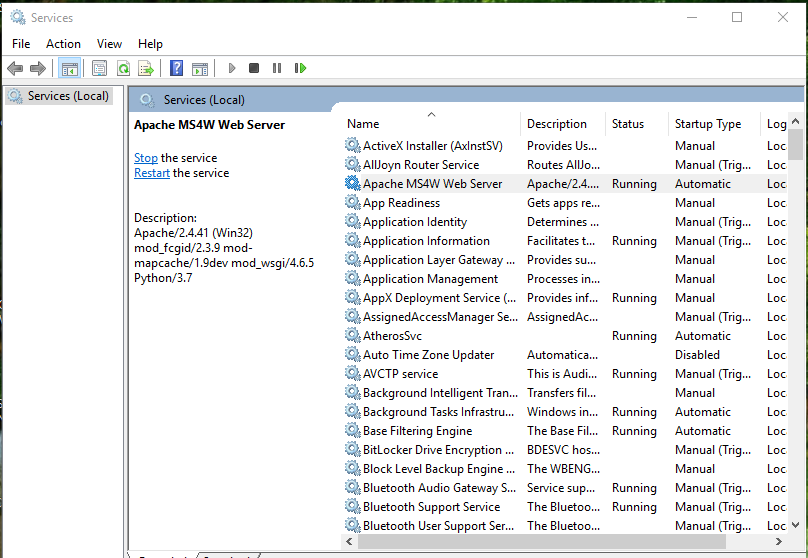 Services
File Action View Help
Services (Local)
Services (Local)
Apache MS4W Web Server
Stop the service
Restart the service
Description:
Apache/2.4.41 (Win32)
mod_fcgid/2.3.9 mod-
mapcache/1.9dev mod_wsgi/4.6.5
Python/3.7
Name Description Status Startup Type Log
ActiveX Installer (AxInstSV) Provides Us... Manual Loc
AllJoyn Router Service Routes AllJo... Manual (Trig... Loc
Apache MS4W Web Server Apache/2.4.... Running Automatic Loc
App Readiness Gets apps re... Manual Loc
Application Identity Determines ... Manual (Trig... Loc
Application Information Facilitates t... Running Manual (Trig... Loc
Application Layer Gateway ... Provides su... Manual Loc
Application Management Processes in... Manual Loc
AppX Deployment Service (... Provides inf... Running Manual Loc
AssignedAccessManager Se... AssignedAc... Manual (Trig... Loc
AtherosSvc Running Automatic Loc
Auto Time Zone Updater Automatica... Disabled Loc
AVCTP service This is Audi... Running Manual (Trig... Loc
Background Intelligent Tran... Transfers fil... Manual Loc
Background Tasks Infrastru... Windows in... Running Automatic Loc
Base Filtering Engine The Base Fil... Running Automatic Loc
BitLocker Drive Encryption ... BDESVC hos... Manual (Trig... Loc
Block Level Backup Engine ... The WBENG... Manual Loc
Bluetooth Audio Gateway S... Service sup... Running Manual (Trig... Loc
Bluetooth Support Service The Bluetoo... Running Manual (Trig... Loc
Bluetooth User Support Ser... The Bluetoo... Running Manual (Trig... Loc